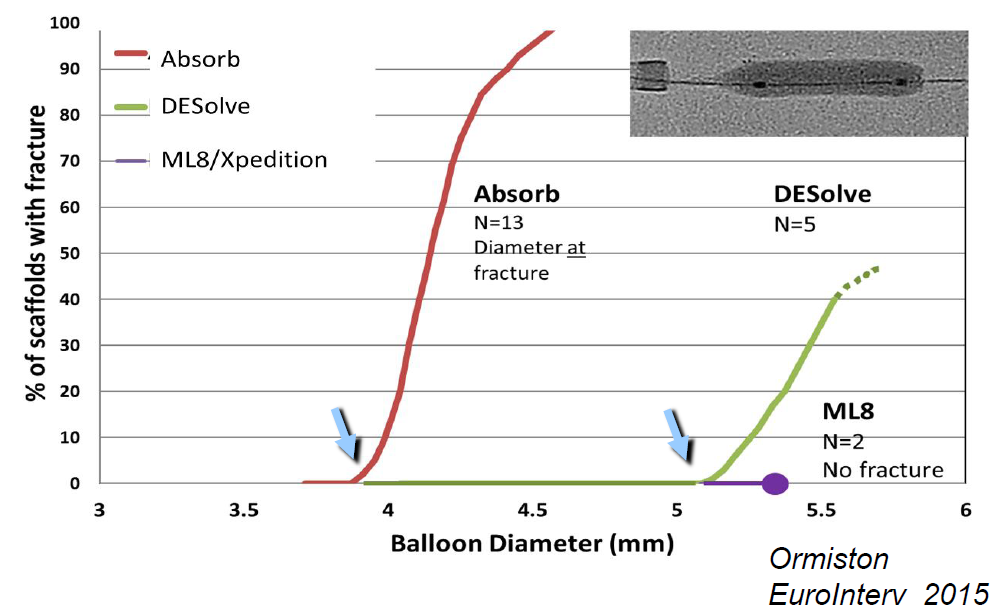 100
90
80
70
60
50
40
30
20
10
0
% of scaffolds with fracture
Absorb
DESolve
ML8/Xpedition
Absorb
N=13
Diameter at
fracture
DESolve
N=5
ML8
N=2
No fracture
3
3.5
4
4.5
5
5.5
6
Balloon Diameter (mm)
Ormiston
EuroInterv 2015